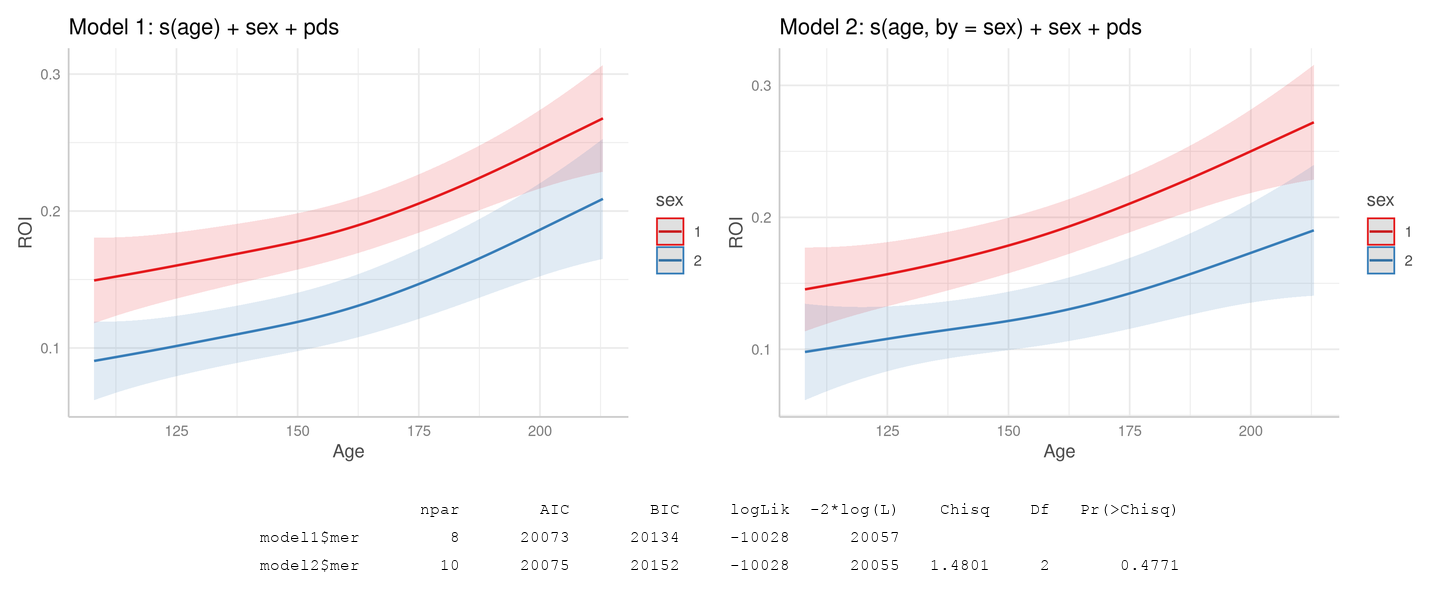 Model 1: s(age) + sex + pds
0.3
0.2
0.1
ROI
125 150 175 200
Age
sex
1
2
Model 2: s(age, by = sex) + sex + pds
0.3
0.2
0.1
ROI
125 150 175 200
Age
sex
1
2
npar AIC BIC logLik -2*log(L) Chisq Df Pr(>Chisq)
model1$mer 8 20073 20134 -10028 20057
model2$mer 10 20075 20152 -10028 20055 1.4801 2 0.4771